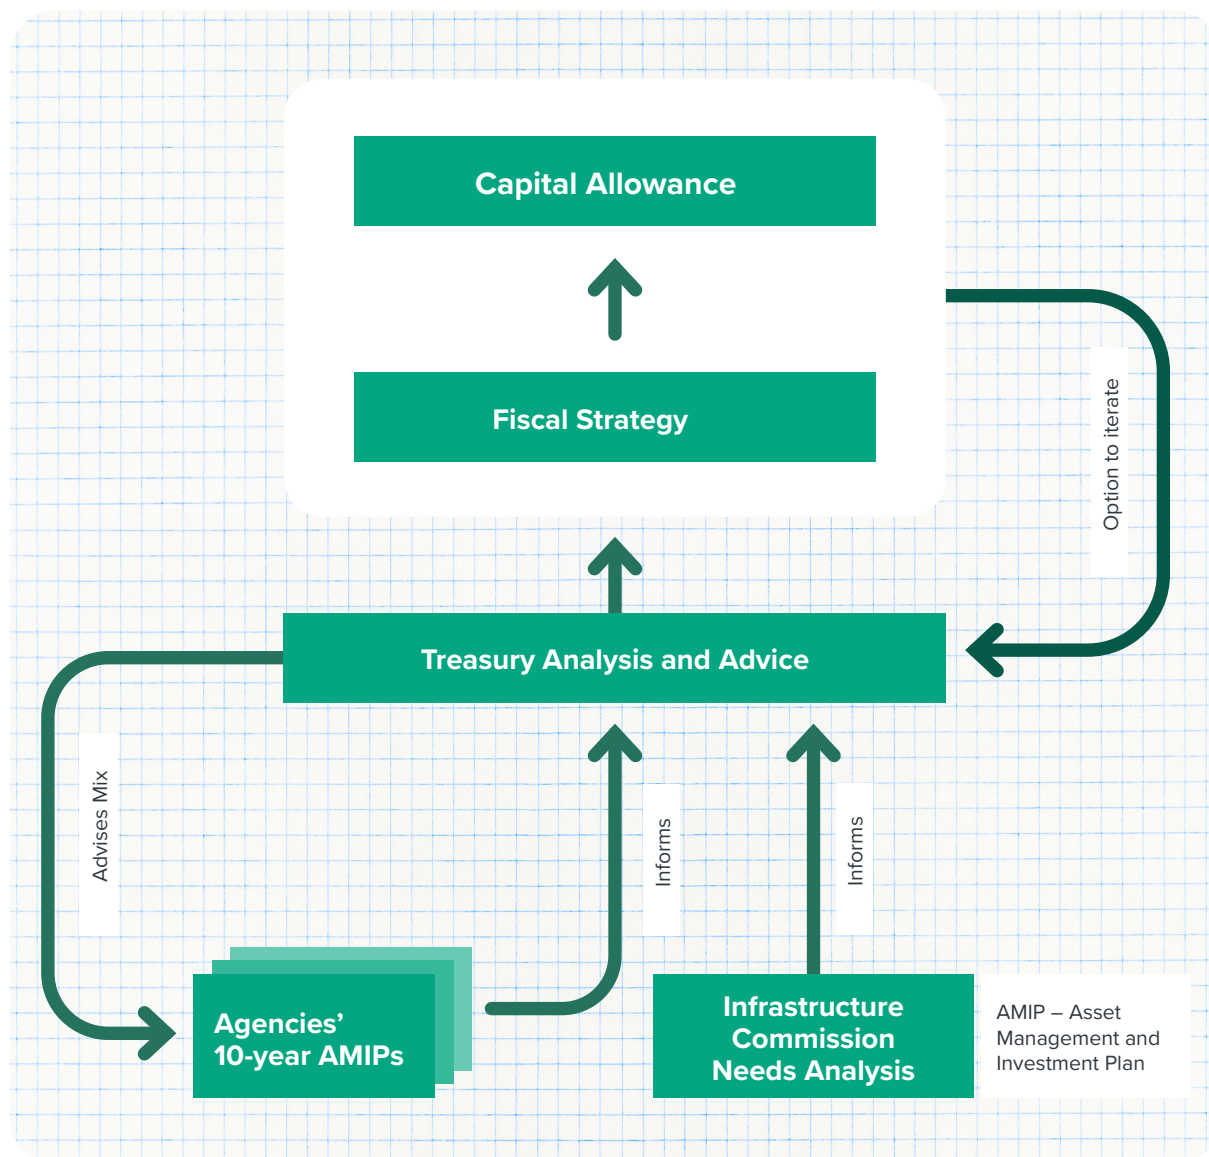 Capital Allowance
Fiscal Strategy
Option to iterate
Treasury Analysis and Advice
Advises Mix
Informs
Informs
Agencies’
10-year AMIPs
Infrastructure
Commission
Needs Analysis
AMIP – Asset
Management and
Investment Plan